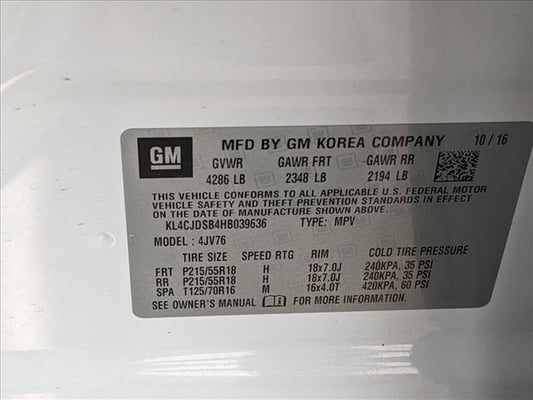 GM MFD BY GM KOREA COMPANY 10 / 16
GVWR GAWR FRT GAWR RR
4286 LB 2348 LB 2194 LB
THIS VEHICLE CONFORMS TO ALL APPLICABLE U.S. FEDERAL MOTOR
VEHICLE SAFETY AND THEFT PREVENTION STANDARDS IN EFFECT
ON THE DATE OF MANUFACTURE SHOWN ABOVE.
KL4CJDSB4HB039636 TYPE: MPV
MODEL : 4JV76
TIRE SIZE SPEED RTG RIM COLD TIRE PRESSURE
FRT P215/55R18 H 18x7.0J 240KPA, 35 PSI
RR P215/55R18 H 18x7.0J 240KPA, 35 PSI
SPA T125/70R16 M 16x4.0T 420KPA, 60 PSI
SEE OWNER'S MANUAL FOR MORE INFORMATION.